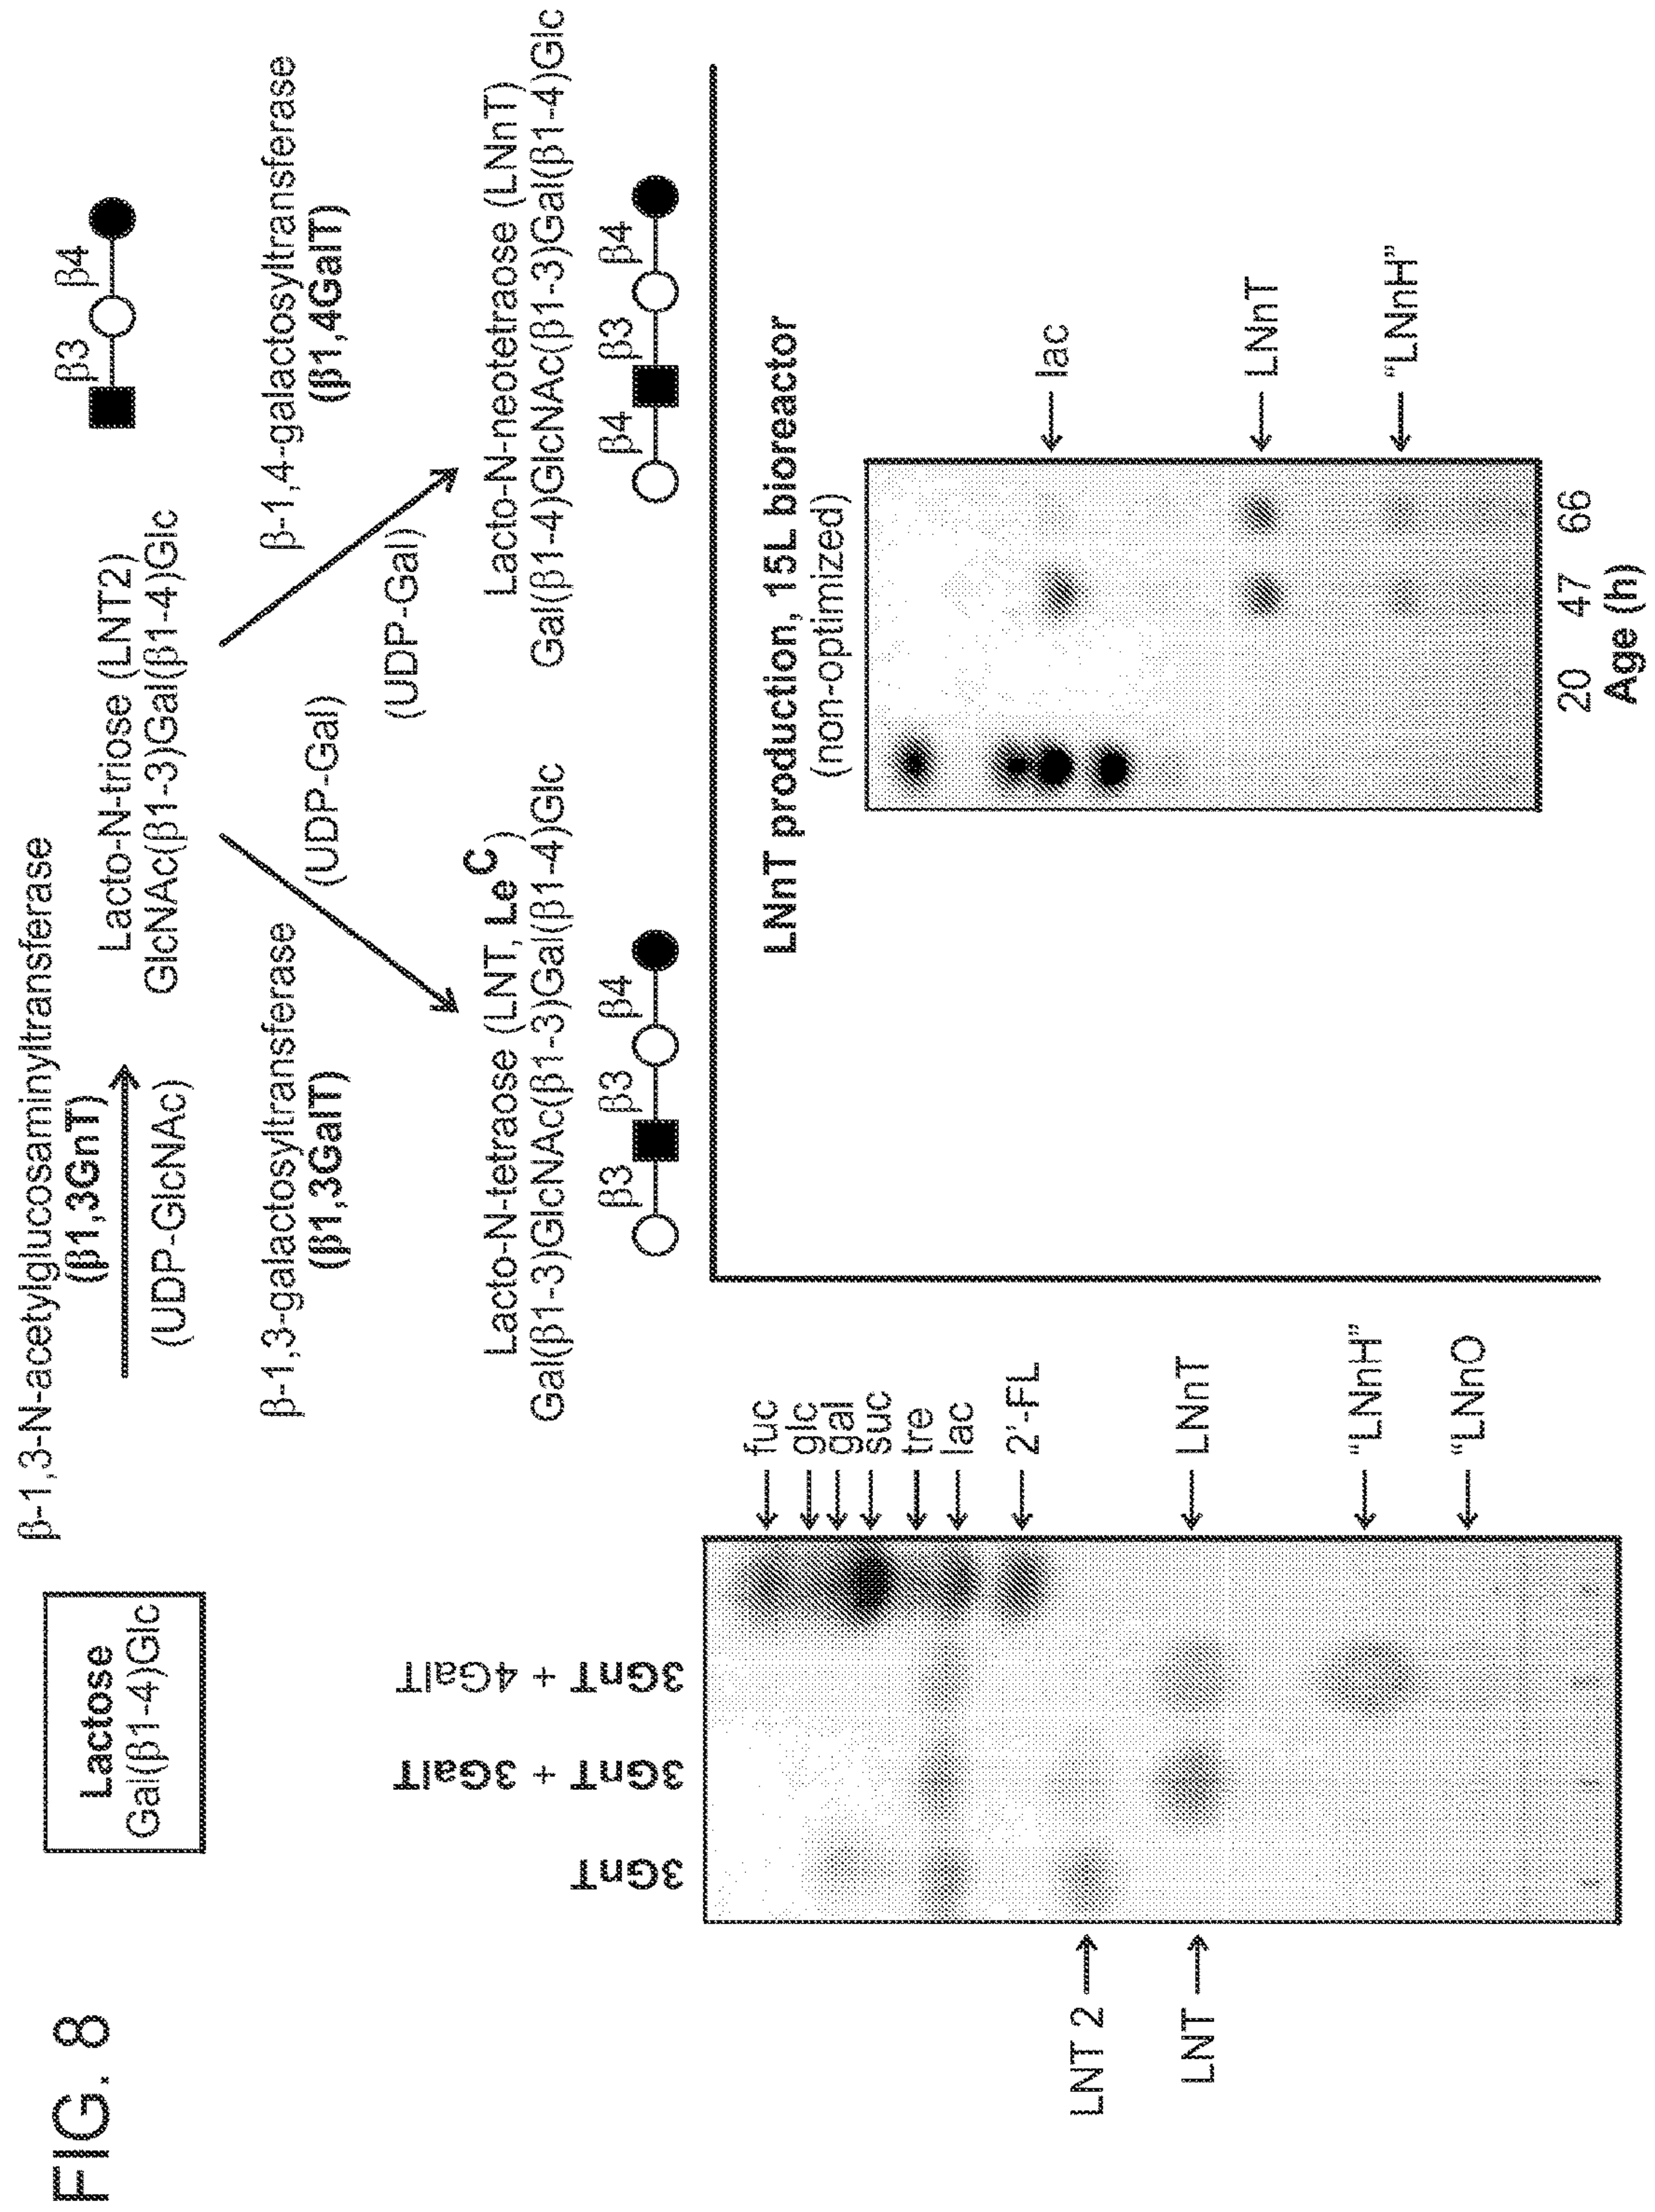 FIG. 8
Lactose
Gal(β1-4)Glc
β-1,3-N-acetylglucosaminyltransferase
(β1,3GnT)
(UDP-GlcNAc)
Lacto-N-triose (LNT2)
GlcNAc(β1-3)Gal(β1-4)Glc
β3 β4
β-1,3-galactosyltransferase
(β1,3GalT)
(UDP-Gal)
(UDP-Gal)
β-1,4-galactosyltransferase
(β1,4GalT)
Lacto-N-tetraose (LNT, Le C)
Gal(β1-3)GlcNAc(β1-3)Gal(β1-4)Glc
β3 β3 β4
Lacto-N-neotetraose (LNnT)
Gal(β1-4)GlcNAc(β1-3)Gal(β1-4)Glc
β4 β3 β4
3GnT
3GnT + 3GalT
3GnT + 4GalT
LNT 2
LNT
fuc
glc
gal
suc
tre
lac
2'-FL
LNnT
“LNnH”
“LNnO
LNnT production, 15L bioreactor
(non-optimized)
lac
LNnT
“LNnH”
20 47 66
Age (h)